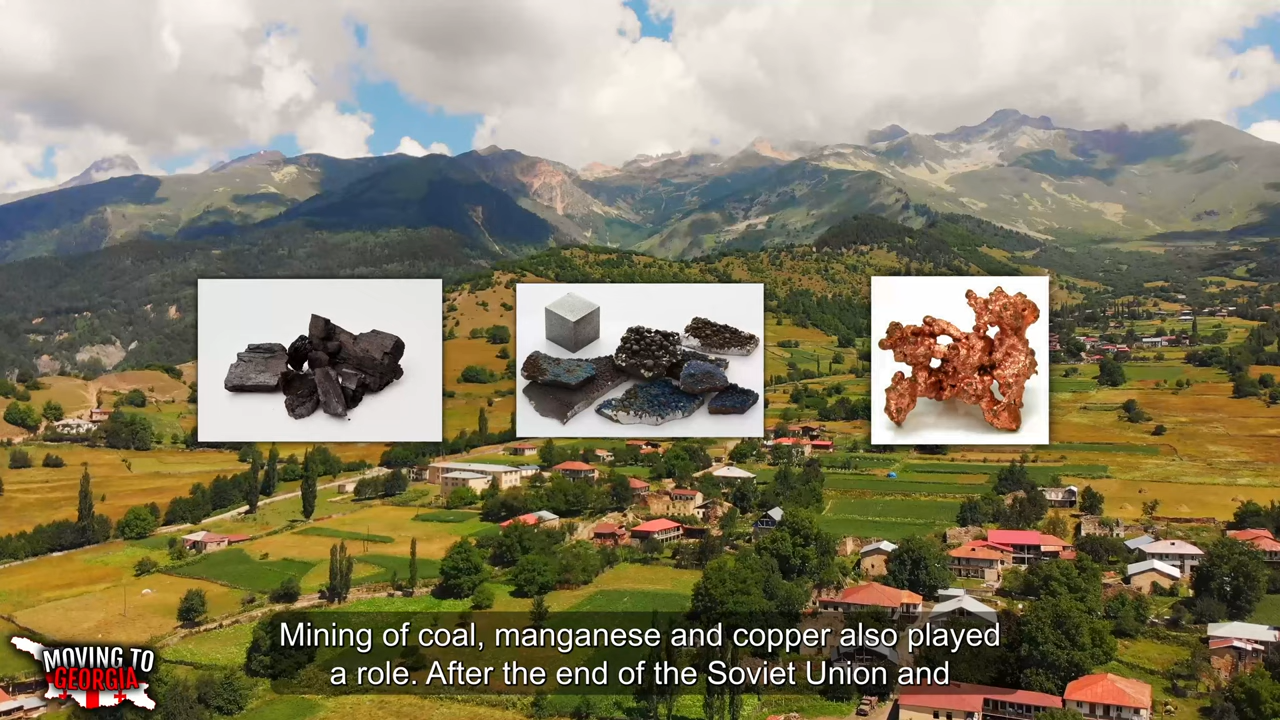 Mining of coal, manganese and copper also played
a role. After the end of the Soviet Union and
MOVING TO
GEORGIA